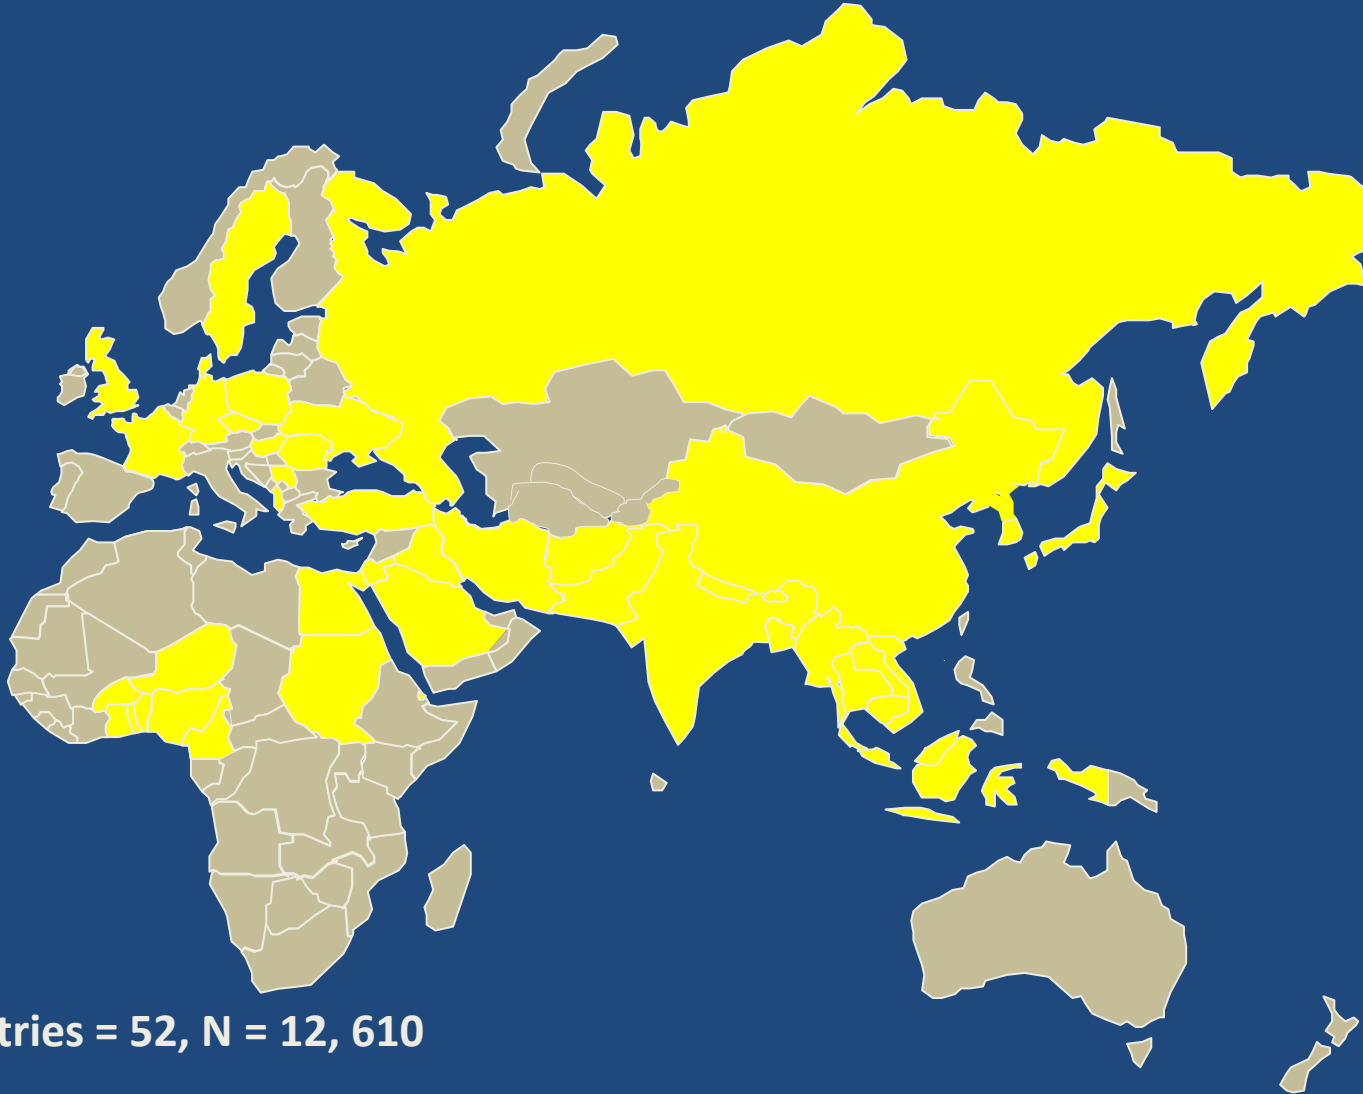 tries = 52, N = 12, 610